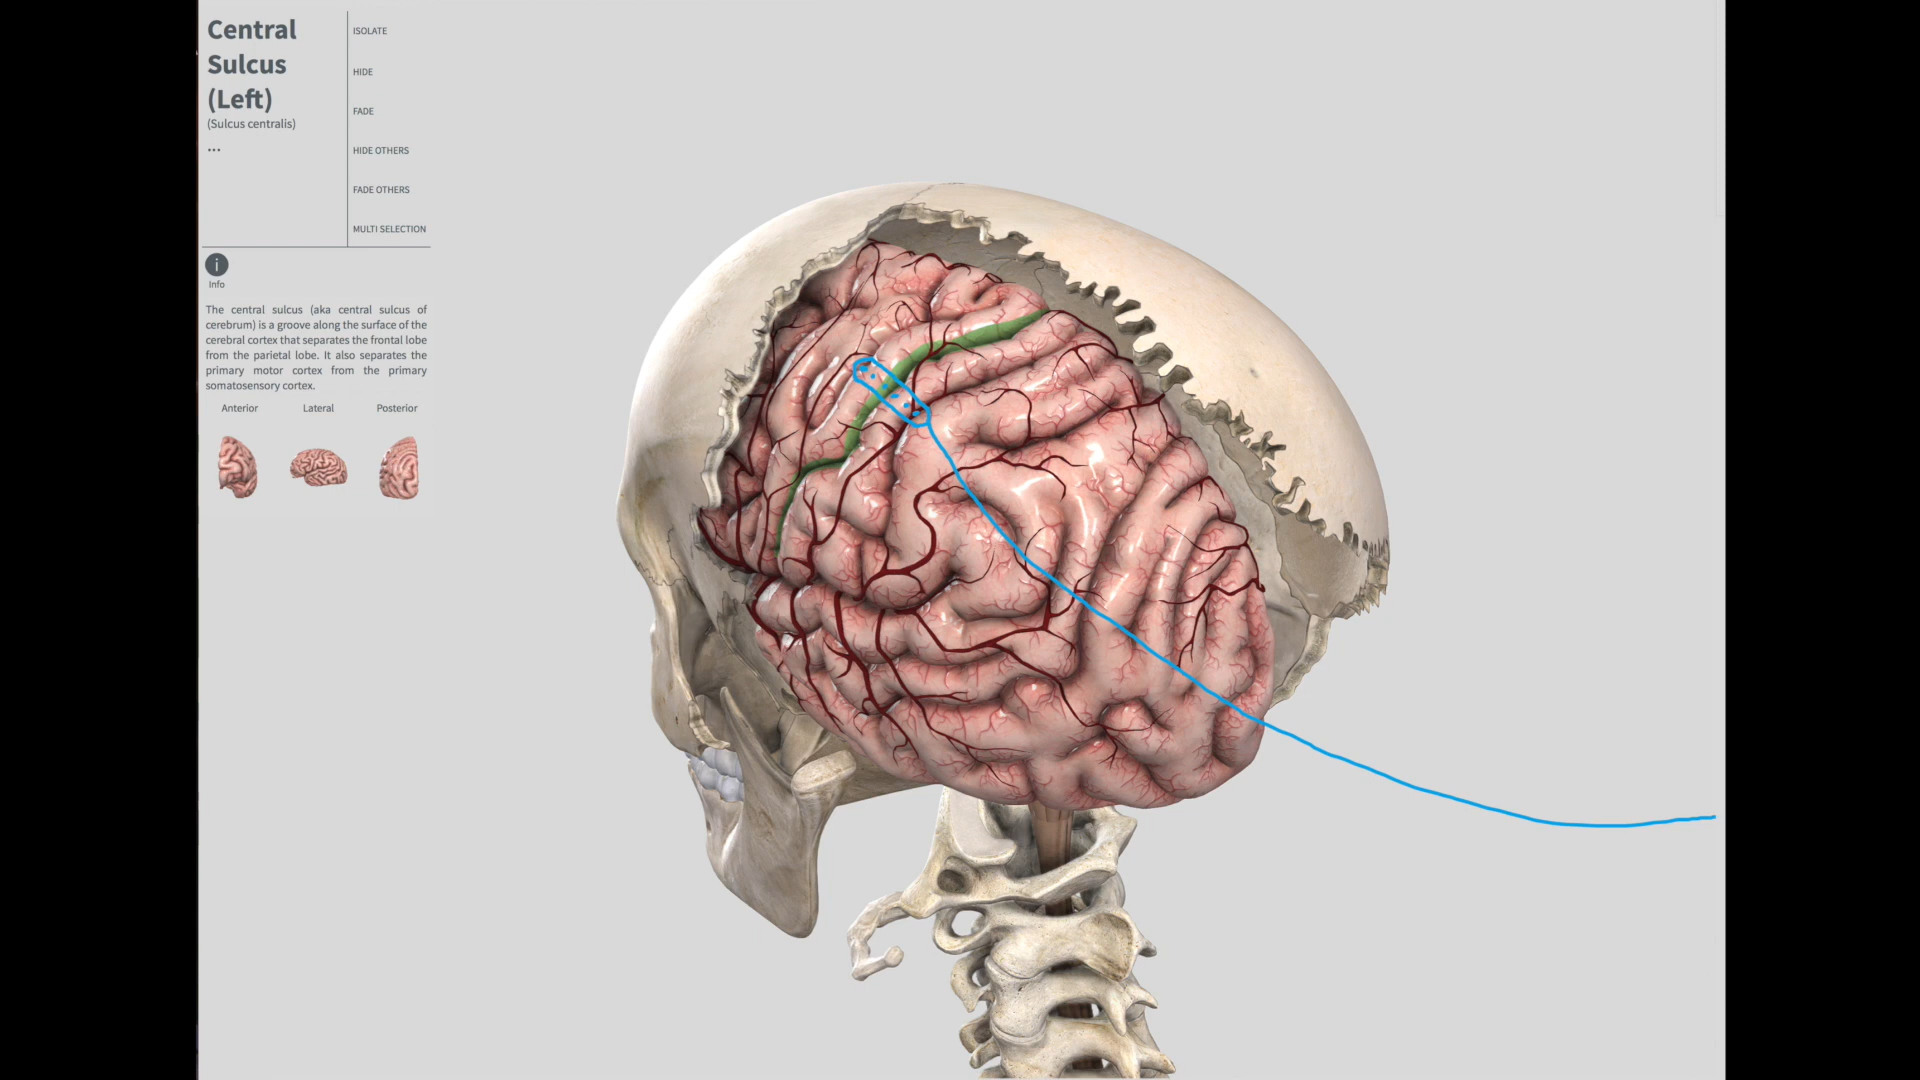 Central
Sulcus
(Left)
(Sulcus centralis)
...
ISOLATE
HIDE
FADE
HIDE OTHERS
FADE OTHERS
MULTI SELECTION
i
Info
The central sulcus (aka central sulcus of
cerebrum) is a groove along the surface of the
cerebral cortex that separates the frontal lobe
from the parietal lobe. It also separates the
primary motor cortex from the primary
somatosensory cortex.
Anterior Lateral Posterior